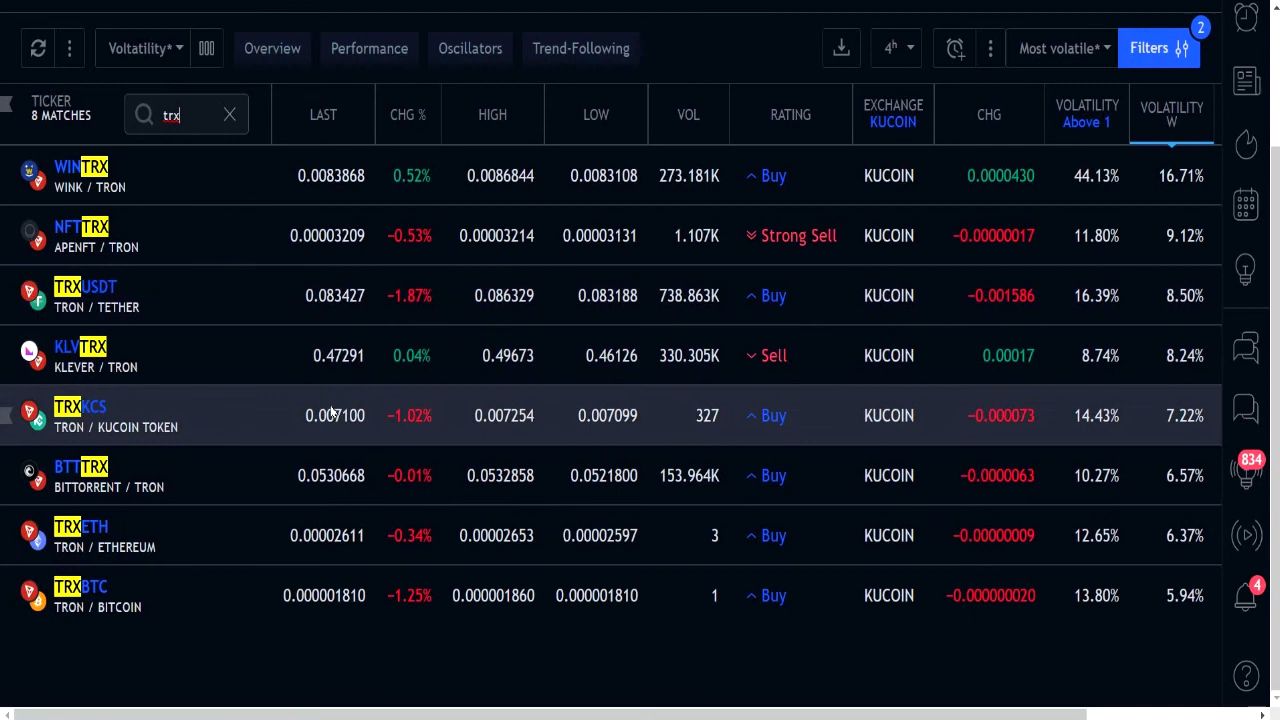 2
Voltatility*
Overview
Performance
Oscillators
Trend-Following
4h
Most volatile*
Filters
TICKER
8 MATCHES
trx
LAST
CHG %
HIGH
LOW
VOL
RATING
EXCHANGE
KUCOIN
CHG
VOLATILITY
Above 1
VOLATILITY
W
WINTRX
WINK / TRON
0.0083868 0.52% 0.0086844 0.0083108 273.181K Buy KUCOIN 0.0000430 44.13% 16.71%
NFTTRX
APENFT / TRON
0.00003209 −0.53% 0.00003214 0.00003131 1.107K Strong Sell KUCOIN −0.00000017 11.80% 9.12%
TRXUSDT
TRON / TETHER
0.083427 −1.87% 0.086329 0.083188 738.863K Buy KUCOIN −0.001586 16.39% 8.50%
KLVTRX
KLEVER / TRON
0.47291 0.04% 0.49673 0.46126 330.305K Sell KUCOIN 0.00017 8.74% 8.24%
TRXKCS
TRON / KUCOIN TOKEN
0.007100 −1.02% 0.007254 0.007099 327 Buy KUCOIN −0.000073 14.43% 7.22%
BTTTRX
BITTORRENT / TRON
0.0530668 −0.01% 0.0532858 0.0521800 153.964K Buy KUCOIN −0.0000063 10.27% 6.57%
834
TRXETH
TRON / ETHEREUM
0.00002611 −0.34% 0.00002653 0.00002597 3 Buy KUCOIN −0.00000009 12.65% 6.37%
TRXBTC
TRON / BITCOIN
0.000001810 −1.25% 0.000001860 0.000001810 1 Buy KUCOIN −0.000000020 13.80% 5.94%
4